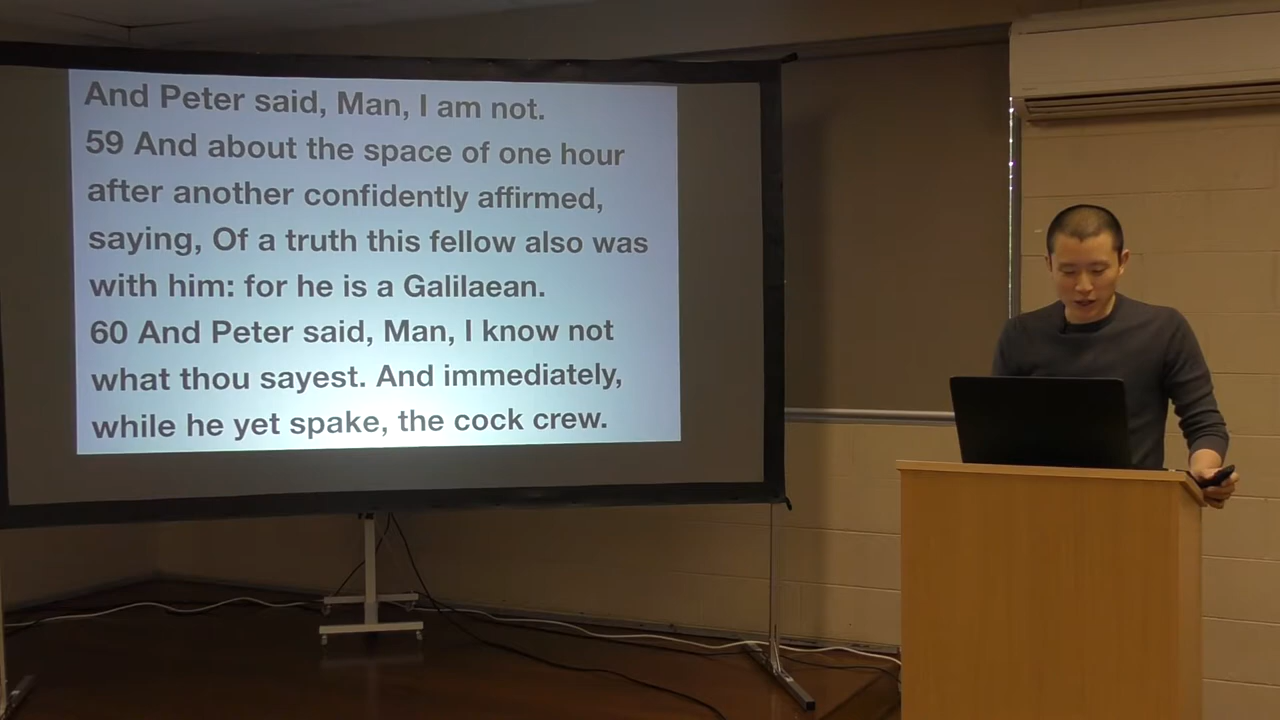 And Peter said, Man, I am not.
59 And about the space of one hour
after another confidently affirmed,
saying, Of a truth this fellow also was
with him: for he is a Galilaean.
60 And Peter said, Man, I know not
what thou sayest. And immediately,
while he yet spake, the cock crew.